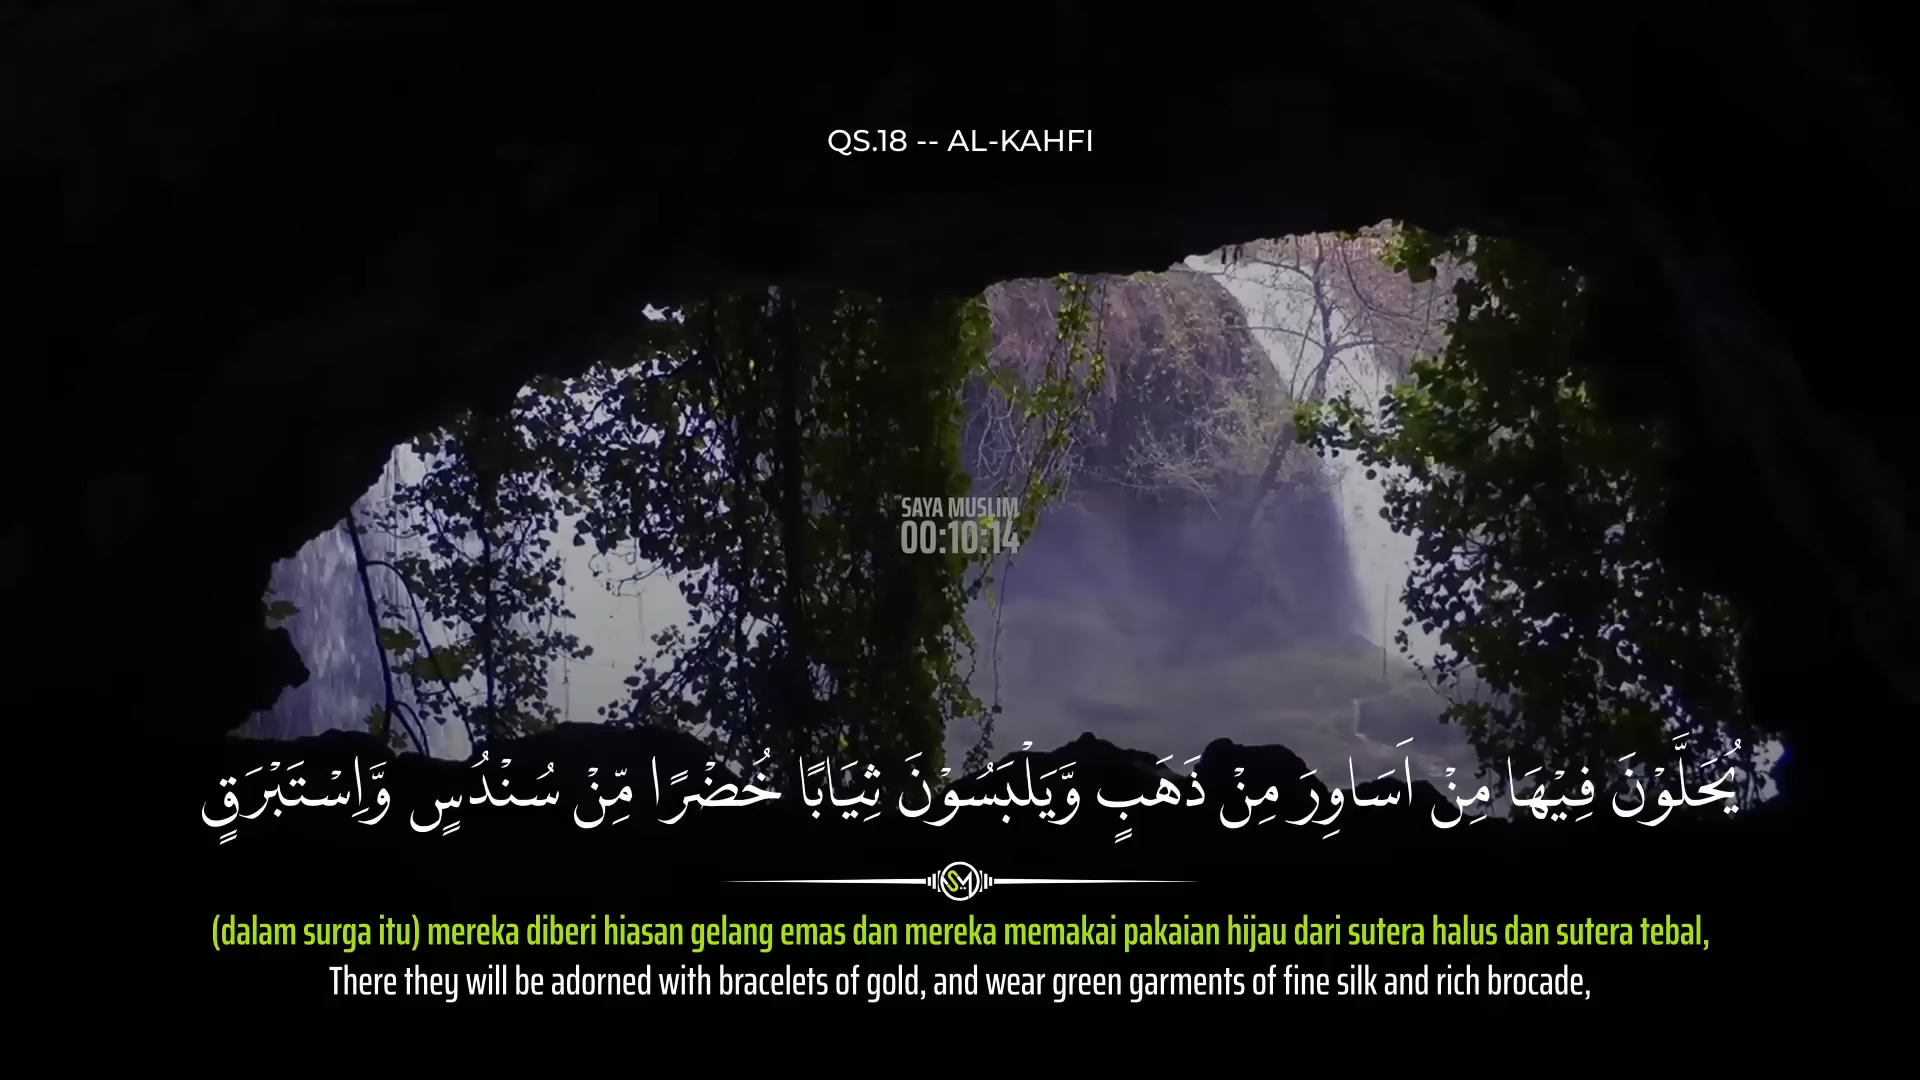 QS.18 -- AL-KAHFI
SAYA MUSLIM
00:10:14
يُحَلَّوْنَ فِيْهَا مِنْ اَسَاوِرَ مِنْ ذَهَبٍ وَّيَلْبَسُوْنَ ثِيَابًا خُضْرًا مِّنْ سُنْدُسٍ وَّاِسْتَبْرَقٍ
SM
(dalam surga itu) mereka diberi hiasan gelang emas dan mereka memakai pakaian hijau dari sutera halus dan sutera tebal,
There they will be adorned with bracelets of gold, and wear green garments of fine silk and rich brocade,